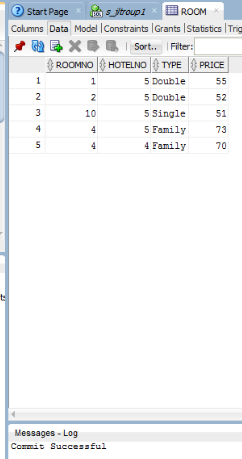 Start Page s_jltroup1 ROOM
Columns Data Model Constraints Grants Statistics Trig
Sort.. Filter:
ROOMNO HOTELNO TYPE PRICE
1 1 5 Double 55
2 2 5 Double 52
3 10 5 Single 51
4 4 5 Family 73
5 4 4 Family 70
Messages - Log
Commit Successful